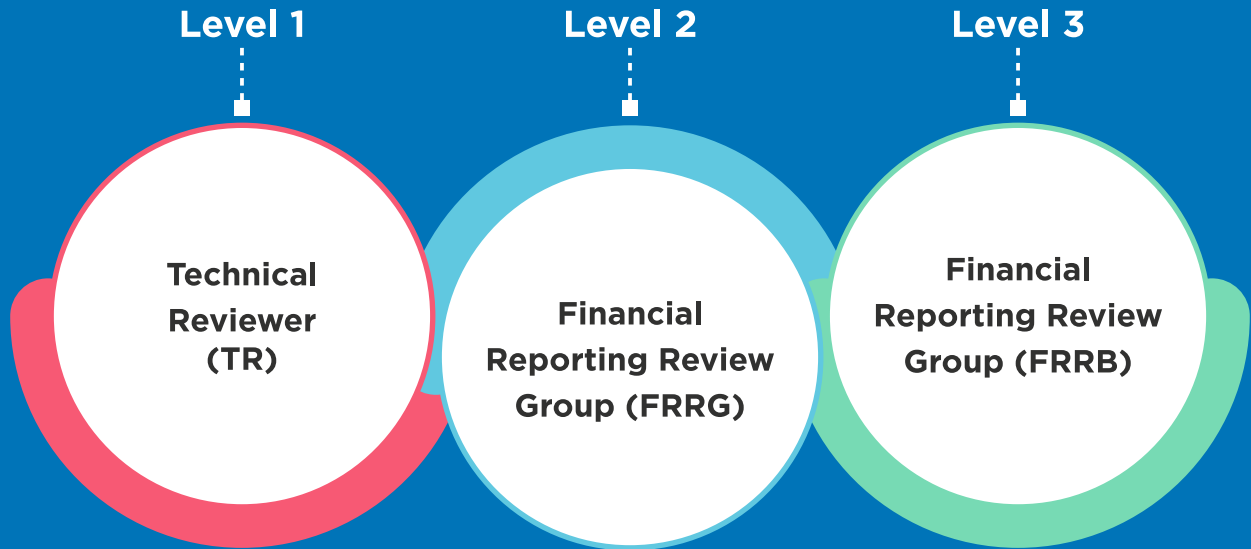 Level 1
Level 2
Level 3
Technical
Reviewer
(TR)
Financial
Reporting Review
Group (FRRG)
Financial
Reporting Review
Group (FRRB)